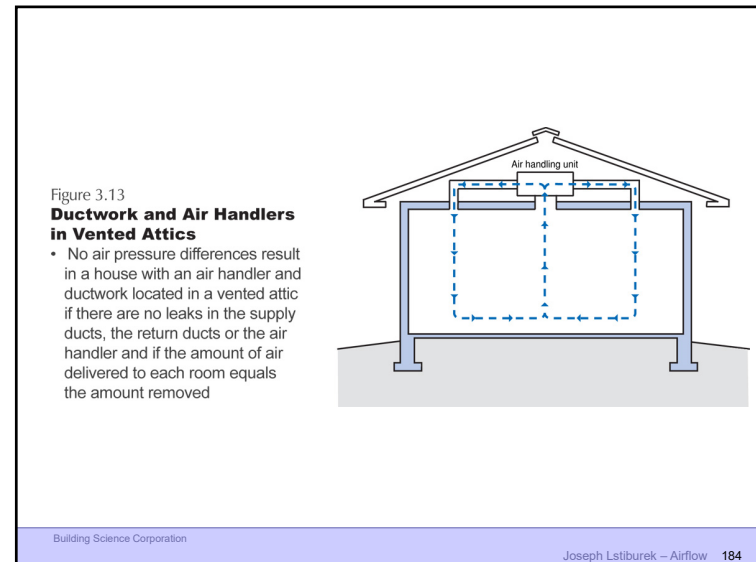 Figure 3.13
Ductwork and Air Handlers
in Vented Attics
• No air pressure differences result
in a house with an air handler and
ductwork located in a vented attic
if there are no leaks in the supply
ducts, the return ducts or the air
handler and if the amount of air
delivered to each room equals
the amount removed
Air handling unit
Building Science Corporation
Joseph Lstiburek – Airflow 184